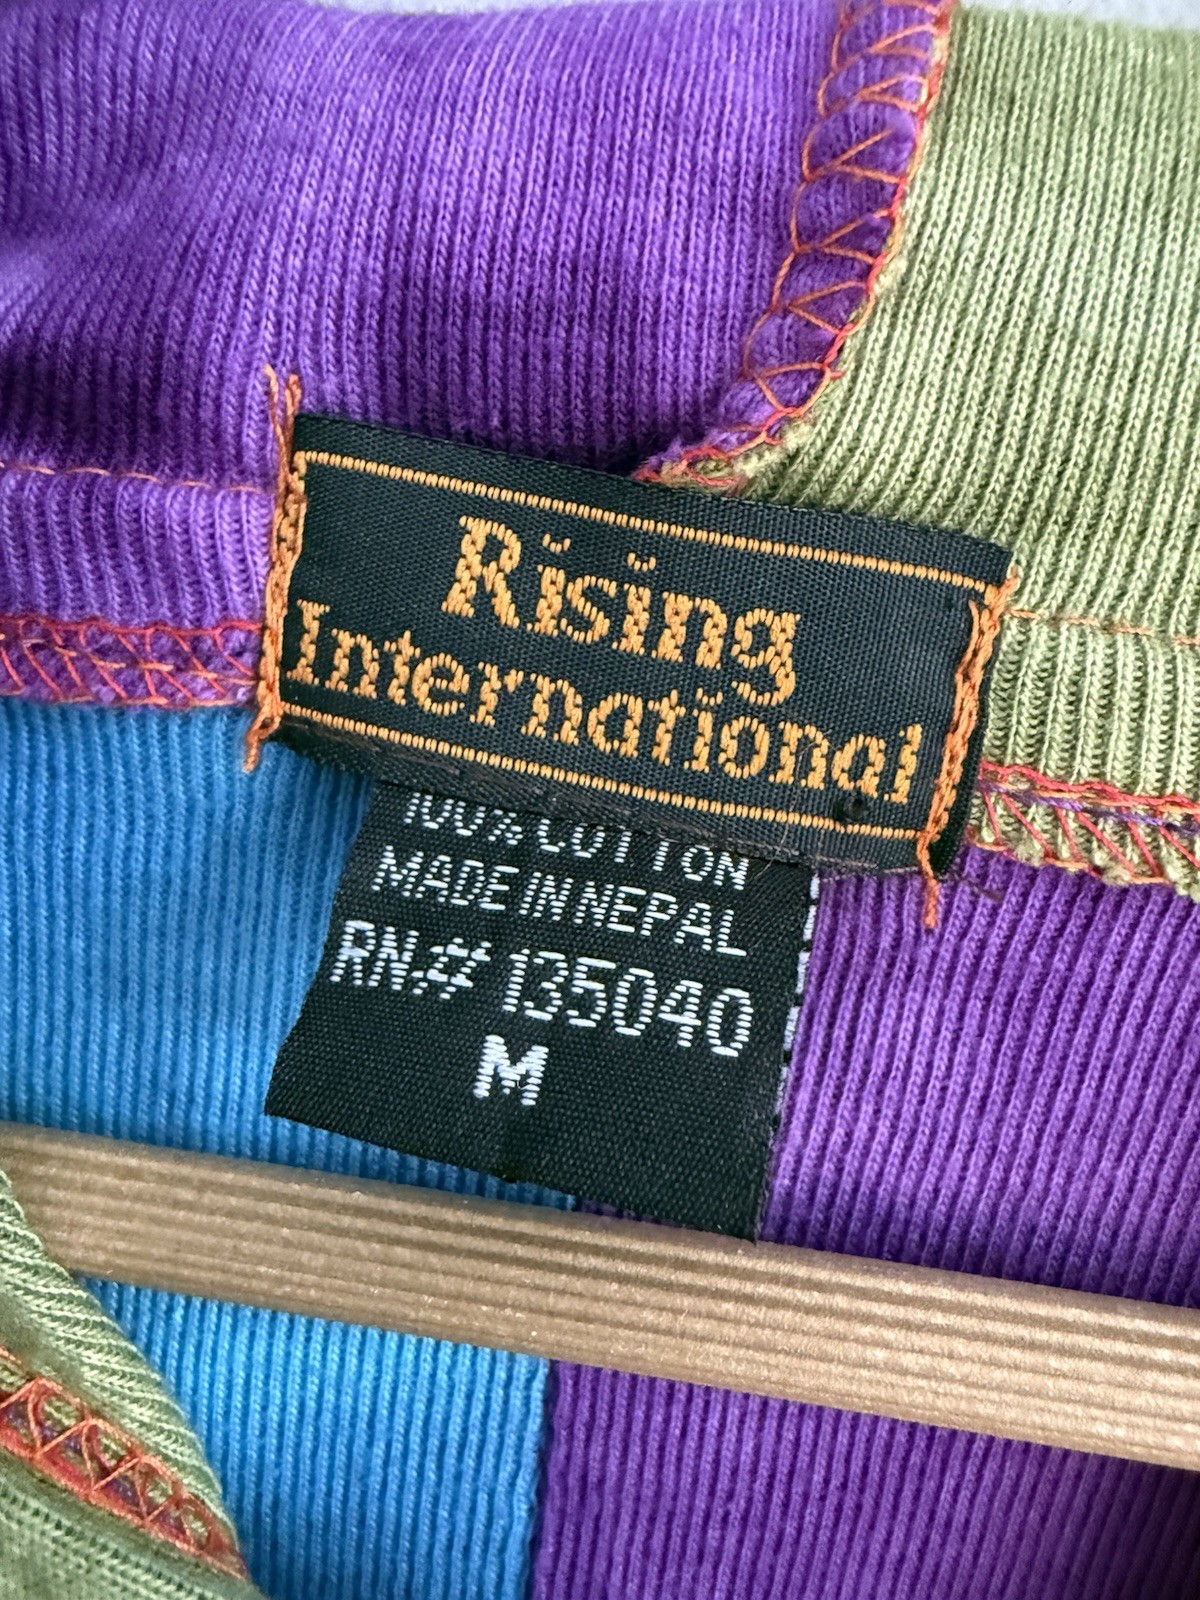 Rising
International
100% COTTON
MADE IN NEPAL
RN# 135040
M